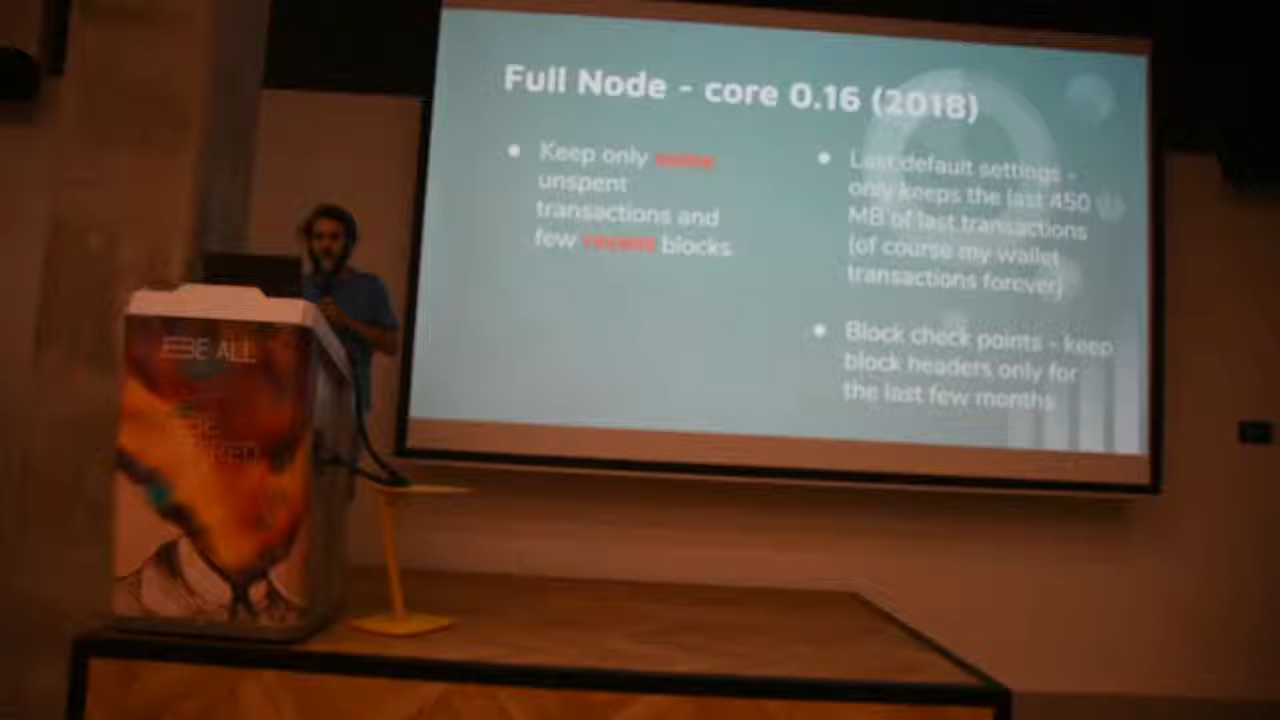 Full Node - core 0.16 (2018)
Keep only some
unspent
transactions and
few recent blocks.
Last default settings -
only keeps the last 450
MB of last transactions
(of course my wallet
transactions forever)
Block check points - keep
block headers only for
the last few months
BE ALL